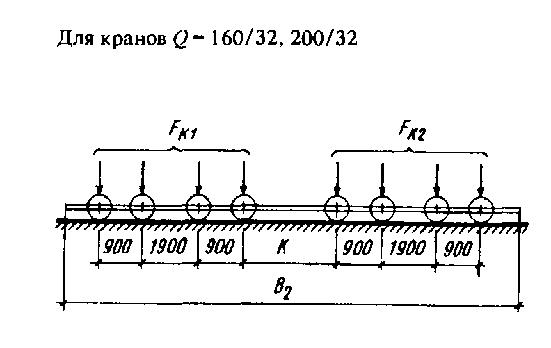 Для кранов Q - 160/32, 200/32
F_K1 F_K2
900 1900 900 K 900 1900 900
B_2